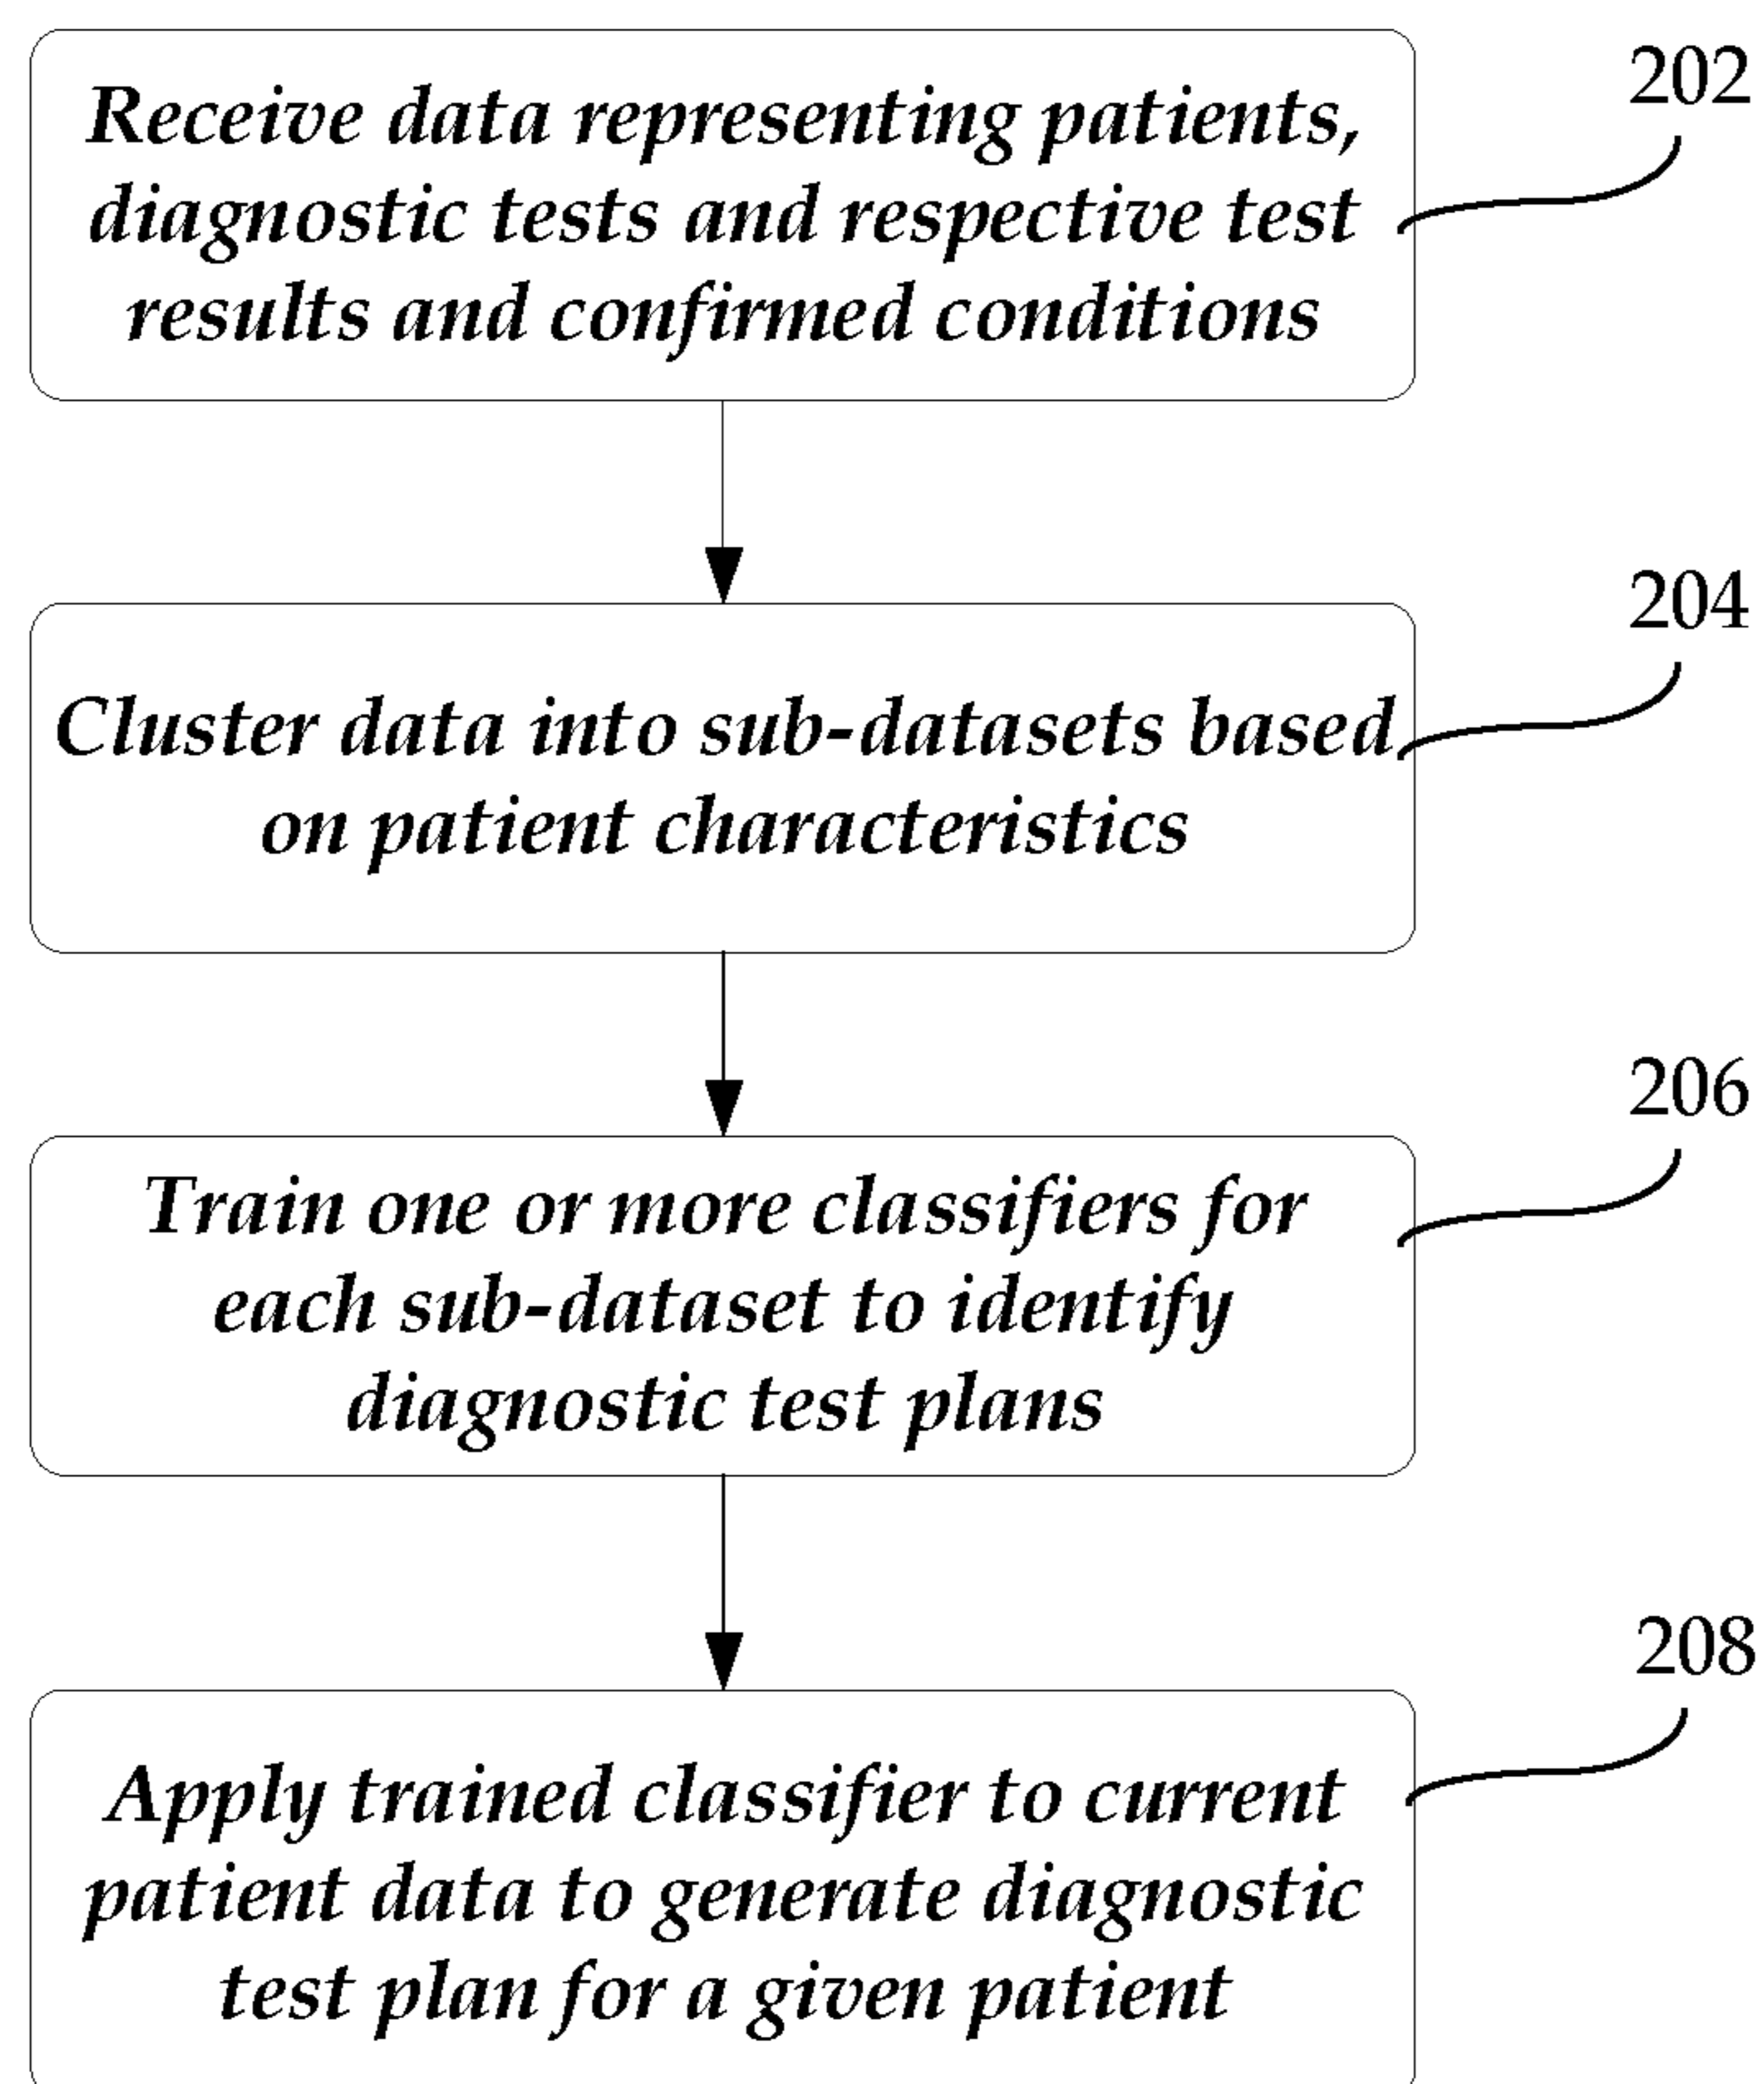 Receive data representing patients,
diagnostic tests and respective test
results and confirmed conditions
202
Cluster data into sub-datasets based
on patient characteristics
204
Train one or more classifiers for
each sub-dataset to identify
diagnostic test plans
206
Apply trained classifier to current
patient data to generate diagnostic
test plan for a given patient
208